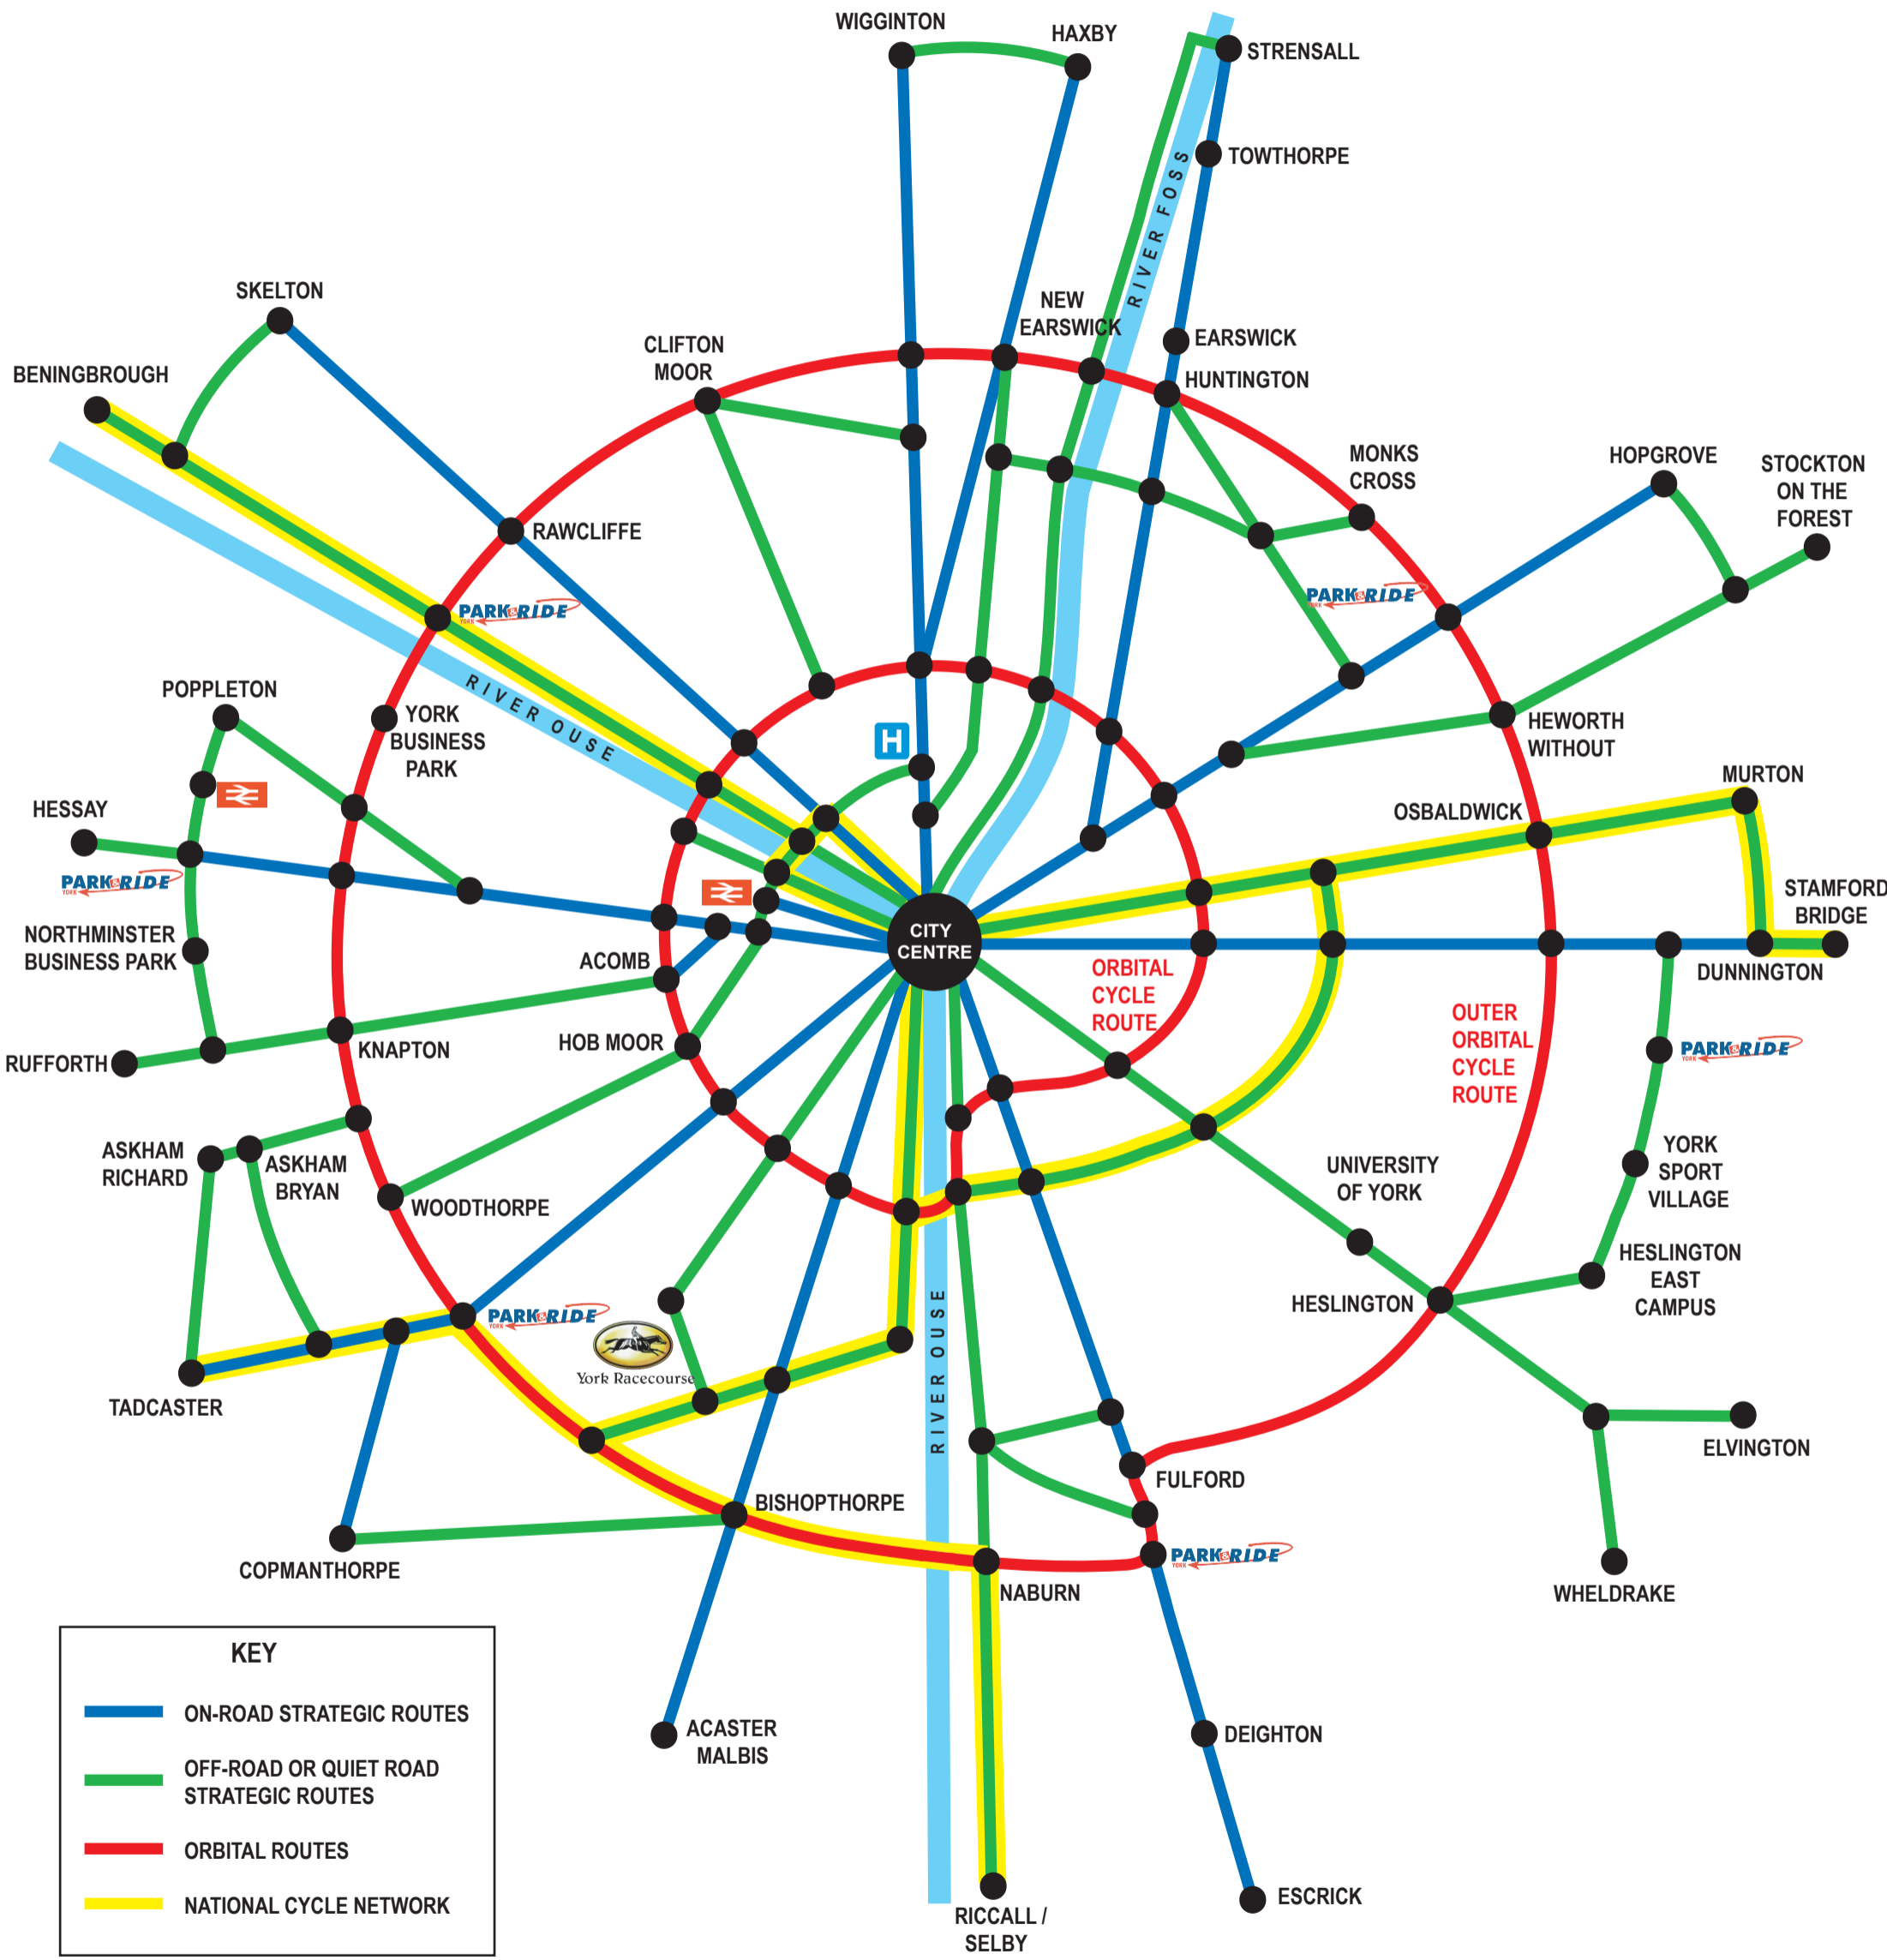 WIGGINTON
HAXBY
STRENSALL
TOWTHORPE
RIVER FOSS
SKELTON
NEW
EARSWICK
EARSWICK
CLIFTON
MOOR
BENINGBROUGH
HUNTINGTON
MONKS
CROSS
HOPGROVE
STOCKTON
ON THE
FOREST
RAWCLIFFE
PARK & RIDE
YORK
PARK & RIDE
YORK
POPPLETON
YORK
BUSINESS
PARK
RIVER OUSE
H
HEWORTH
WITHOUT
MURTON
HESSAY
OSBALDWICK
PARK & RIDE
YORK
STAMFORD
BRIDGE
NORTHMINSTER
BUSINESS PARK
ACOMB
CITY
CENTRE
ORBITAL
CYCLE
ROUTE
DUNNINGTON
OUTER
ORBITAL
CYCLE
ROUTE
HOB MOOR
KNAPTON
RUFFORTH
PARK & RIDE
YORK
ASKHAM
RICHARD
ASKHAM
BRYAN
WOODTHORPE
UNIVERSITY
OF YORK
YORK
SPORT
VILLAGE
HESLINGTON
EAST
CAMPUS
HESLINGTON
PARK & RIDE
YORK
York Racecourse
RIVER OUSE
TADCASTER
ELVINGTON
FULFORD
BISHOPTHORPE
PARK & RIDE
YORK
COPMANTHORPE
NABURN
WHELDRAKE
ACASTER
MALBIS
DEIGHTON
ESCRICK
RICCALL /
SELBY
KEY
ON-ROAD STRATEGIC ROUTES
OFF-ROAD OR QUIET ROAD
STRATEGIC ROUTES
ORBITAL ROUTES
NATIONAL CYCLE NETWORK